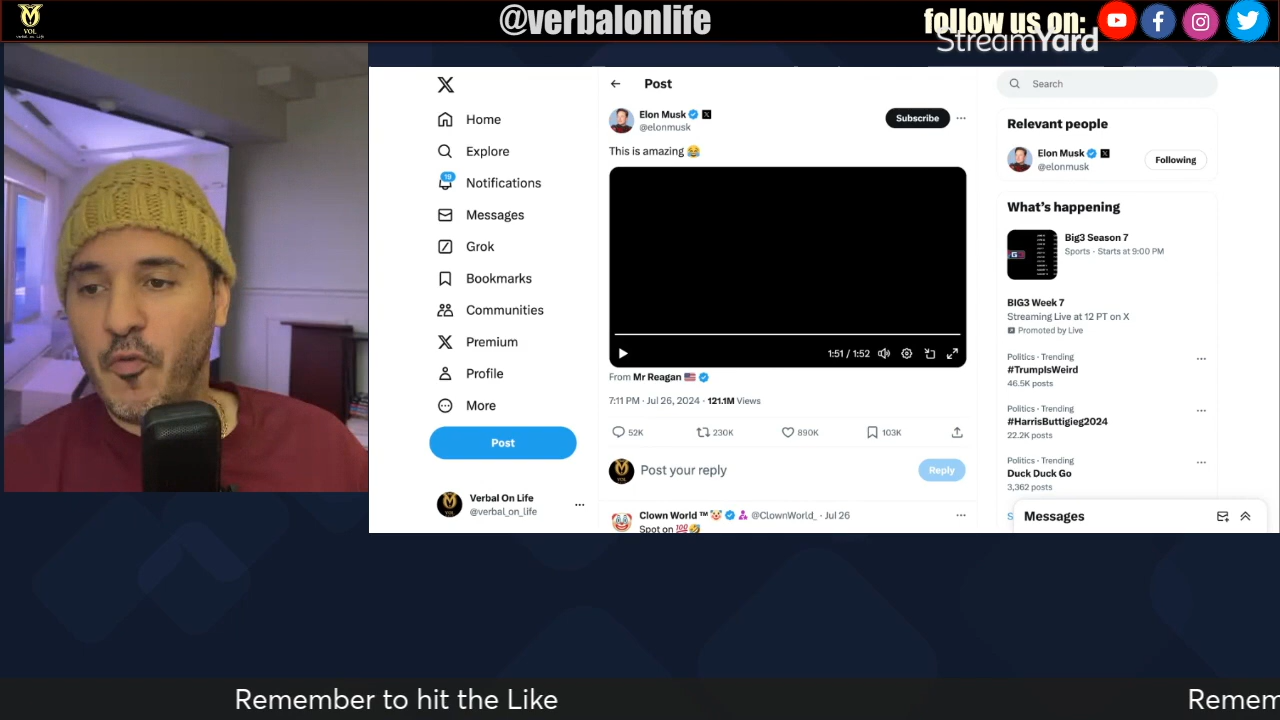 @verbalonlife
follow us on:
StreamYard
VOL
X
Home
Explore
19
Notifications
Messages
Grok
Bookmarks
Communities
Premium
Profile
More
Post
Verbal On Life
@verbal_on_life
Post
Elon Musk
@elonmusk
Subscribe
This is amazing 😂
1:51 / 1:52
From Mr Reagan 🇺🇸
7:11 PM · Jul 26, 2024 · 121.1M Views
52K
230K
890K
103K
Post your reply
Reply
Clown World ™ 🤡 @ClownWorld_ · Jul 26
Spot on 💯🤣
Search
Relevant people
Elon Musk
@elonmusk
Following
What's happening
Big3 Season 7
Sports · Starts at 9:00 PM
BIG3 Week 7
Streaming Live at 12 PT on X
Promoted by Live
Politics · Trending
#TrumpIsWeird
46.5K posts
Politics · Trending
#HarrisButtigieg2024
22.2K posts
Politics · Trending
Duck Duck Go
3,362 posts
S
Messages
Remember to hit the Like
Remem